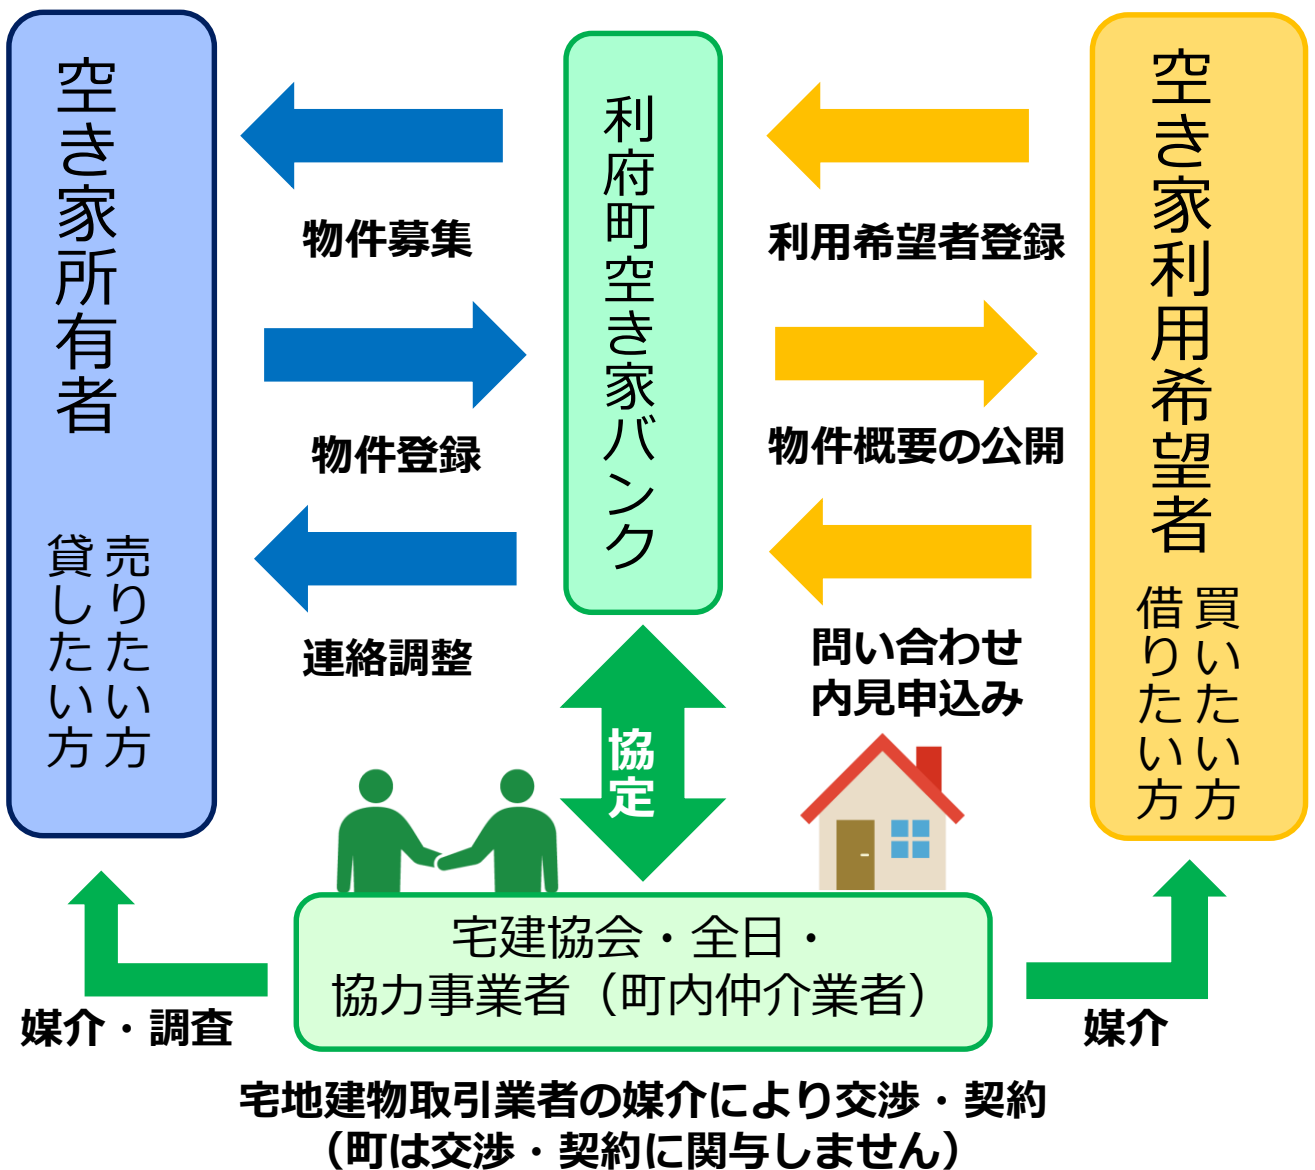 空き家所有者
売りたい方
貸したい方
物件募集
物件登録
連絡調整
利府町空き家バンク
利用希望者登録
物件概要の公開
問い合わせ
内見申込み
空き家利用希望者
買いたい方
借りたい方
協定
宅建協会・全日・
協力事業者（町内仲介業者）
媒介・調査
媒介
宅地建物取引業者の媒介により交渉・契約
（町は交渉・契約に関与しません）